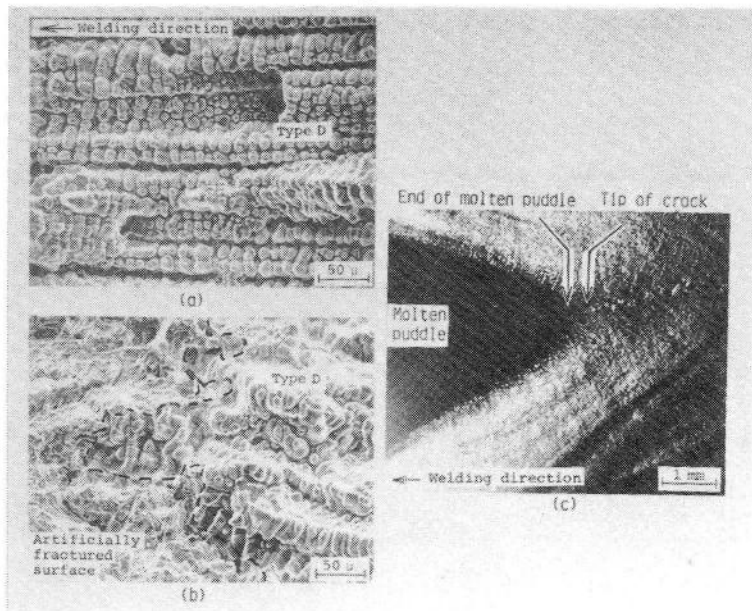 Welding direction
Type D
50 μ
(a)
Type D
Artificially
fractured
surface
50 μ
(b)
End of molten puddle Tip of crack
Molten
puddle
Welding direction
1 mm
(c)